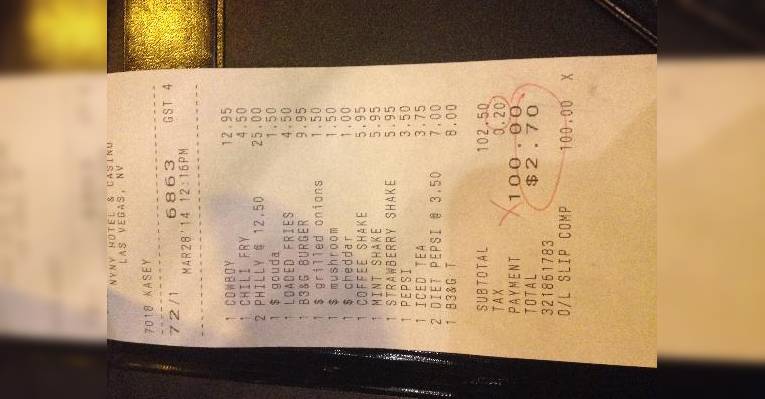 NYNY HOTEL & CASINO
LAS VEGAS, NV
7018 KASEY
72/1 6863 GST 4
MAR28'14 12:16PM
1 COWBOY 12.95
1 CHILI FRY 4.50
2 PHILLY @ 12.50 25.00
1 $ gouda 1.50
1 LOADED FRIES 4.50
1 B3&G BURGER 9.95
1 $ grilled onions 1.50
1 $ mushroom 1.50
1 $ cheddar 1.00
1 COFFEE SHAKE 5.95
1 MINT SHAKE 5.95
1 STRAWBERRY SHAKE 5.95
1 PEPSI 3.50
1 ICED TEA 3.75
2 DIET PEPSI @ 3.50 7.00
1 B3&G T 8.00
SUBTOTAL 102.50
TAX 0.20
PAYMENT X100.00
TOTAL $2.70
321861783
O/L SLIP COMP 100.00 X